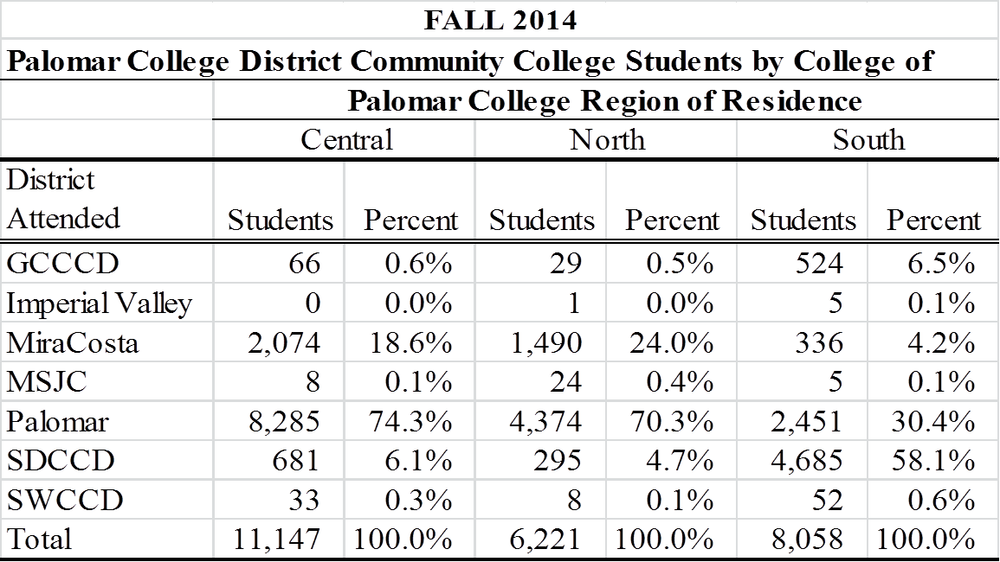 FALL 2014
Palomar College District Community College Students by College of
Palomar College Region of Residence
Central North South
District
Attended Students Percent Students Percent Students Percent
GCCCD 66 0.6% 29 0.5% 524 6.5%
Imperial Valley 0 0.0% 1 0.0% 5 0.1%
MiraCosta 2,074 18.6% 1,490 24.0% 336 4.2%
MSJC 8 0.1% 24 0.4% 5 0.1%
Palomar 8,285 74.3% 4,374 70.3% 2,451 30.4%
SDCCD 681 6.1% 295 4.7% 4,685 58.1%
SWCCD 33 0.3% 8 0.1% 52 0.6%
Total 11,147 100.0% 6,221 100.0% 8,058 100.0%